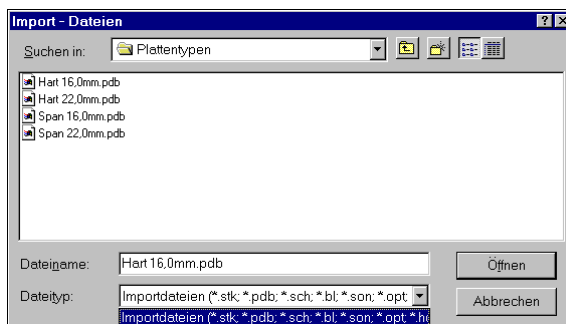 Import - Dateien
Suchen in: Plattentypen
Hart 16,0mm.pdb
Hart 22,0mm.pdb
Span 16,0mm.pdb
Span 22,0mm.pdb
Dateiname: Hart 16,0mm.pdb Öffnen
Dateityp: Importdateien (*.stk; *.pdb; *.sch; *.bl; *.son; *.opt; Abbrechen
Importdateien (*.stk; *.pdb; *.sch; *.bl; *.son; *.opt; *.he